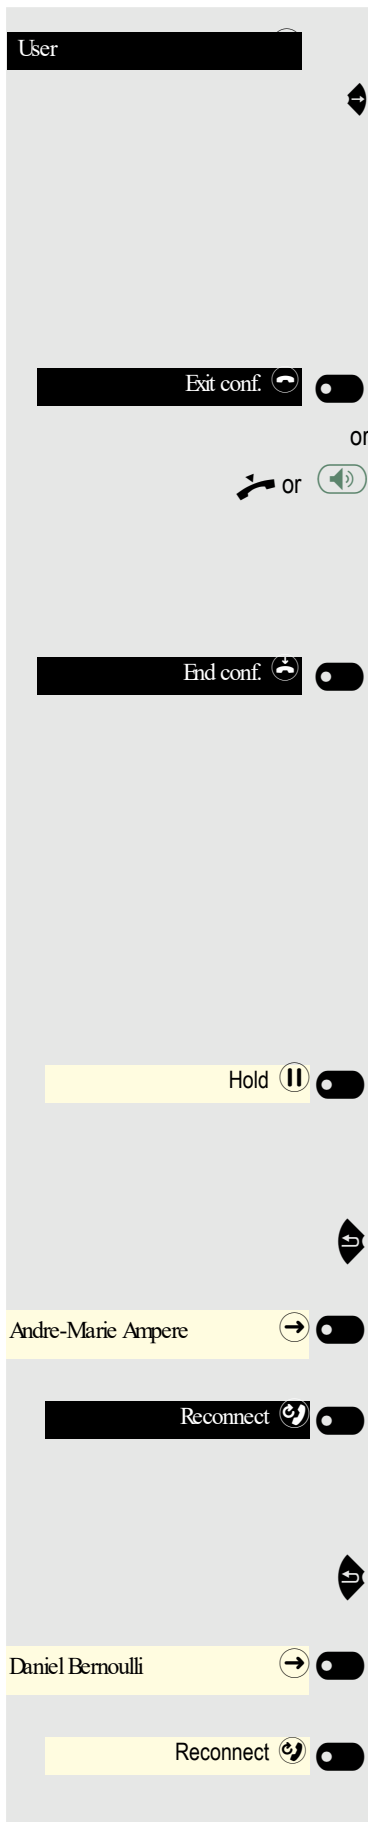 User
Exit conf.
or
or
End conf.
Hold
Andre-Marie Ampere
Reconnect
Daniel Bernoulli
Reconnect